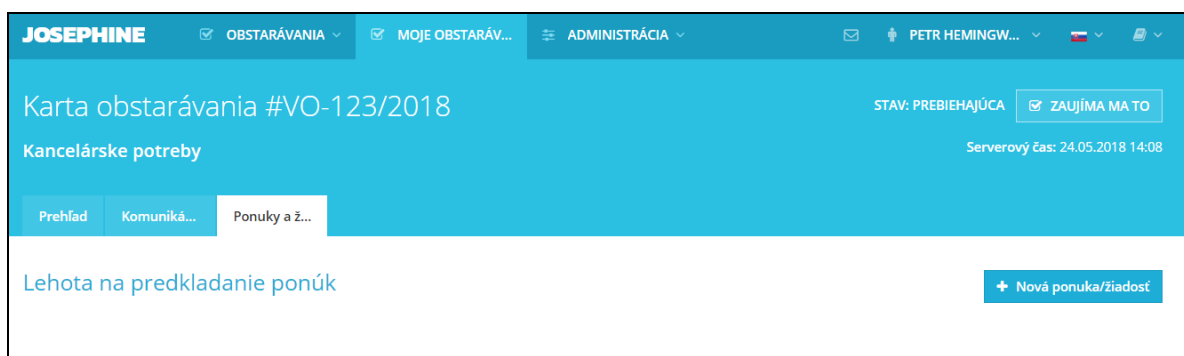 JOSEPHINE OBSTARÁVANIA MOJE OBSTARÁV... ADMINISTRÁCIA PETR HEMINGW...
Karta obstarávania #VO-123/2018 STAV: PREBIEHAJÚCA ZAUJÍMA MA TO
Kancelárske potreby Serverový čas: 24.05.2018 14:08
Prehľad Komuniká... Ponuky a ž...
Lehota na predkladanie ponúk + Nová ponuka/žiadosť